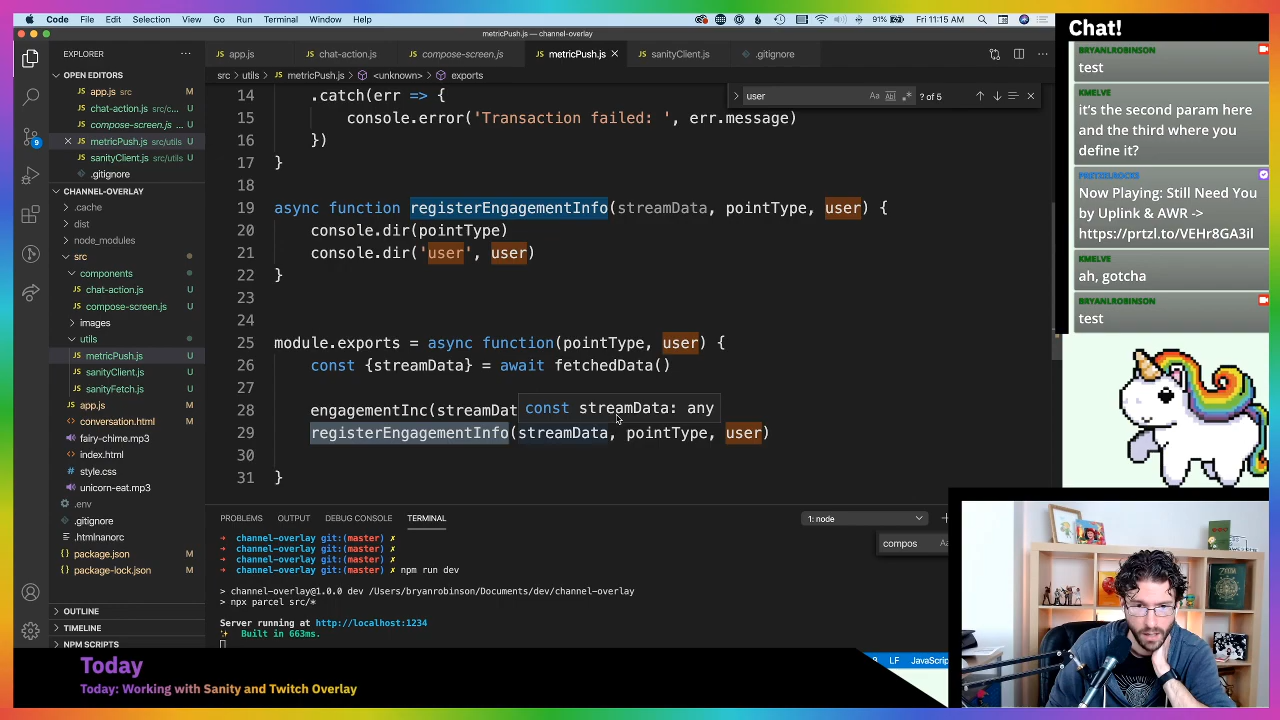 Code File Edit Selection View Go Run Terminal Window Help 91% Fri 11:15 AM
metricPush.js — channel-overlay
Chat!
EXPLORER
app.js
chat-action.js
compose-screen.js
metricPush.js
sanityClient.js
.gitignore
src > utils > metricPush.js > <unknown> > exports
user
? of 5
OPEN EDITORS
app.js src U
chat-action.js src/c... U
compose-screen.js ... U
metricPush.js src/utils U
sanityClient.js src/utils U
.gitignore
CHANNEL-OVERLAY
.cache
dist
node_modules
src
components
chat-action.js U
compose-screen.js U
images
utils
metricPush.js U
sanityClient.js U
sanityFetch.js U
app.js U
conversation.html U
fairy-chime.mp3 U
index.html U
style.css U
unicorn-eat.mp3 U
.env
.gitignore U
.htmlnanorc U
package.json U
package-lock.json U
OUTLINE
TIMELINE
NPM SCRIPTS
9
14 .catch(err => {
15 console.error('Transaction failed: ', err.message)
16 })
17 }
18
19 async function registerEngagementInfo(streamData, pointType, user) {
20 console.dir(pointType)
21 console.dir('user', user)
22 }
23
24
25 module.exports = async function(pointType, user) {
26 const {streamData} = await fetchedData()
27
28 engagementInc(streamDat
const streamData: any
29 registerEngagementInfo(streamData, pointType, user)
30
31 }
PROBLEMS OUTPUT DEBUG CONSOLE TERMINAL
1: node
compos
→ channel-overlay git:(master) ✗
→ channel-overlay git:(master) ✗
→ channel-overlay git:(master) ✗
→ channel-overlay git:(master) ✗ npm run dev
> channel-overlay@1.0.0 dev /Users/bryanrobinson/Documents/dev/channel-overlay
> npx parcel src/*
Server running at http://localhost:1234
✨ Built in 663ms.
8 LF JavaScrip
BRYANLROBINSON
test
KMELVE
it's the second param here
and the third where you
define it?
PRETZELROCKS
Now Playing: Still Need You
by Uplink & AWR ->
https://prtzl.to/VEHr8GA3il
KMELVE
ah, gotcha
BRYANLROBINSON
test
Today
Today: Working with Sanity and Twitch Overlay